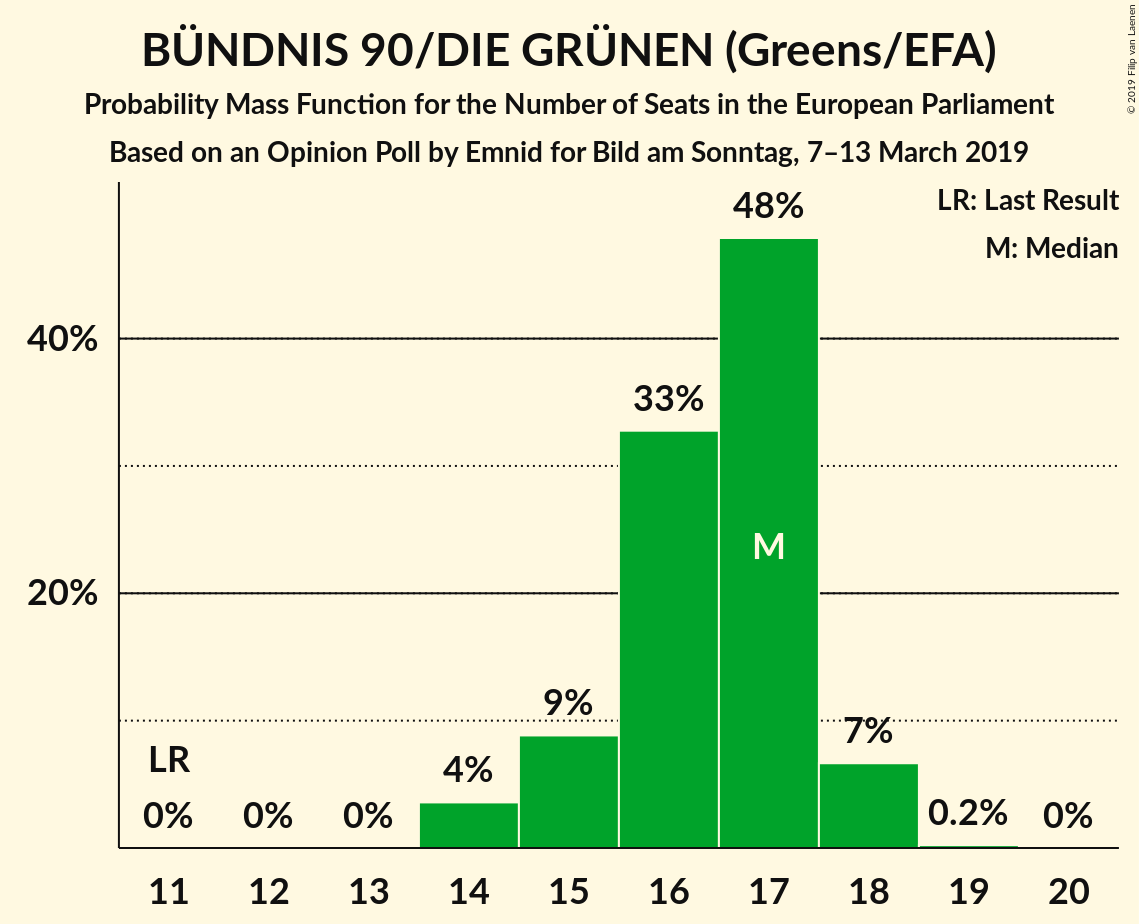 BÜNDNIS 90/DIE GRÜNEN (Greens/EFA)
Probability Mass Function for the Number of Seats in the European Parliament
Based on an Opinion Poll by Emnid for Bild am Sonntag, 7–13 March 2019
© 2019 Filip van Laenen
LR: Last Result
M: Median
48%
40%
33%
M
20%
9%
7%
LR
4%
0% 0% 0% 0.2% 0%
11 12 13 14 15 16 17 18 19 20